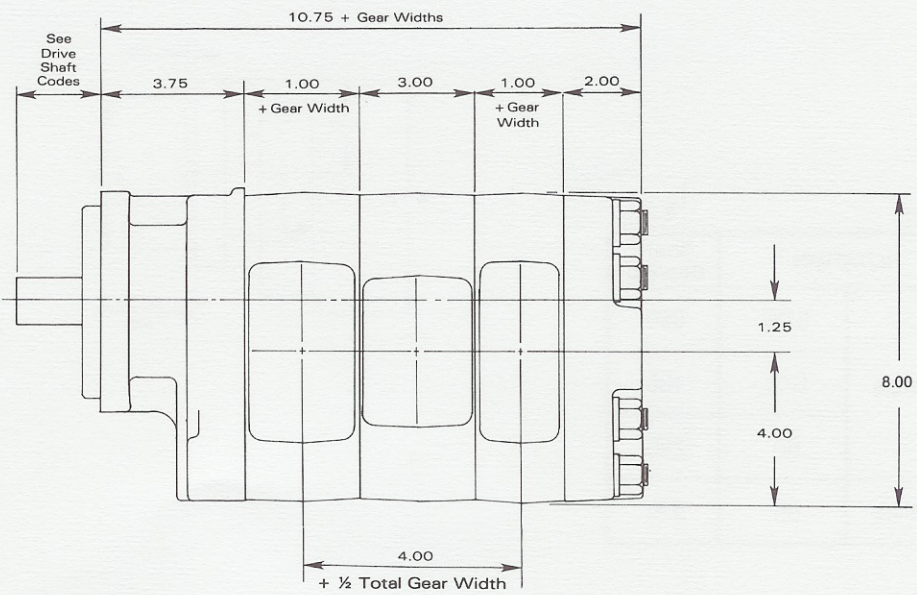 10.75 + Gear Widths
See
Drive
Shaft
Codes
3.75
1.00
+ Gear Width
3.00
1.00
+ Gear
Width
2.00
1.25
8.00
4.00
4.00
+ ½ Total Gear Width